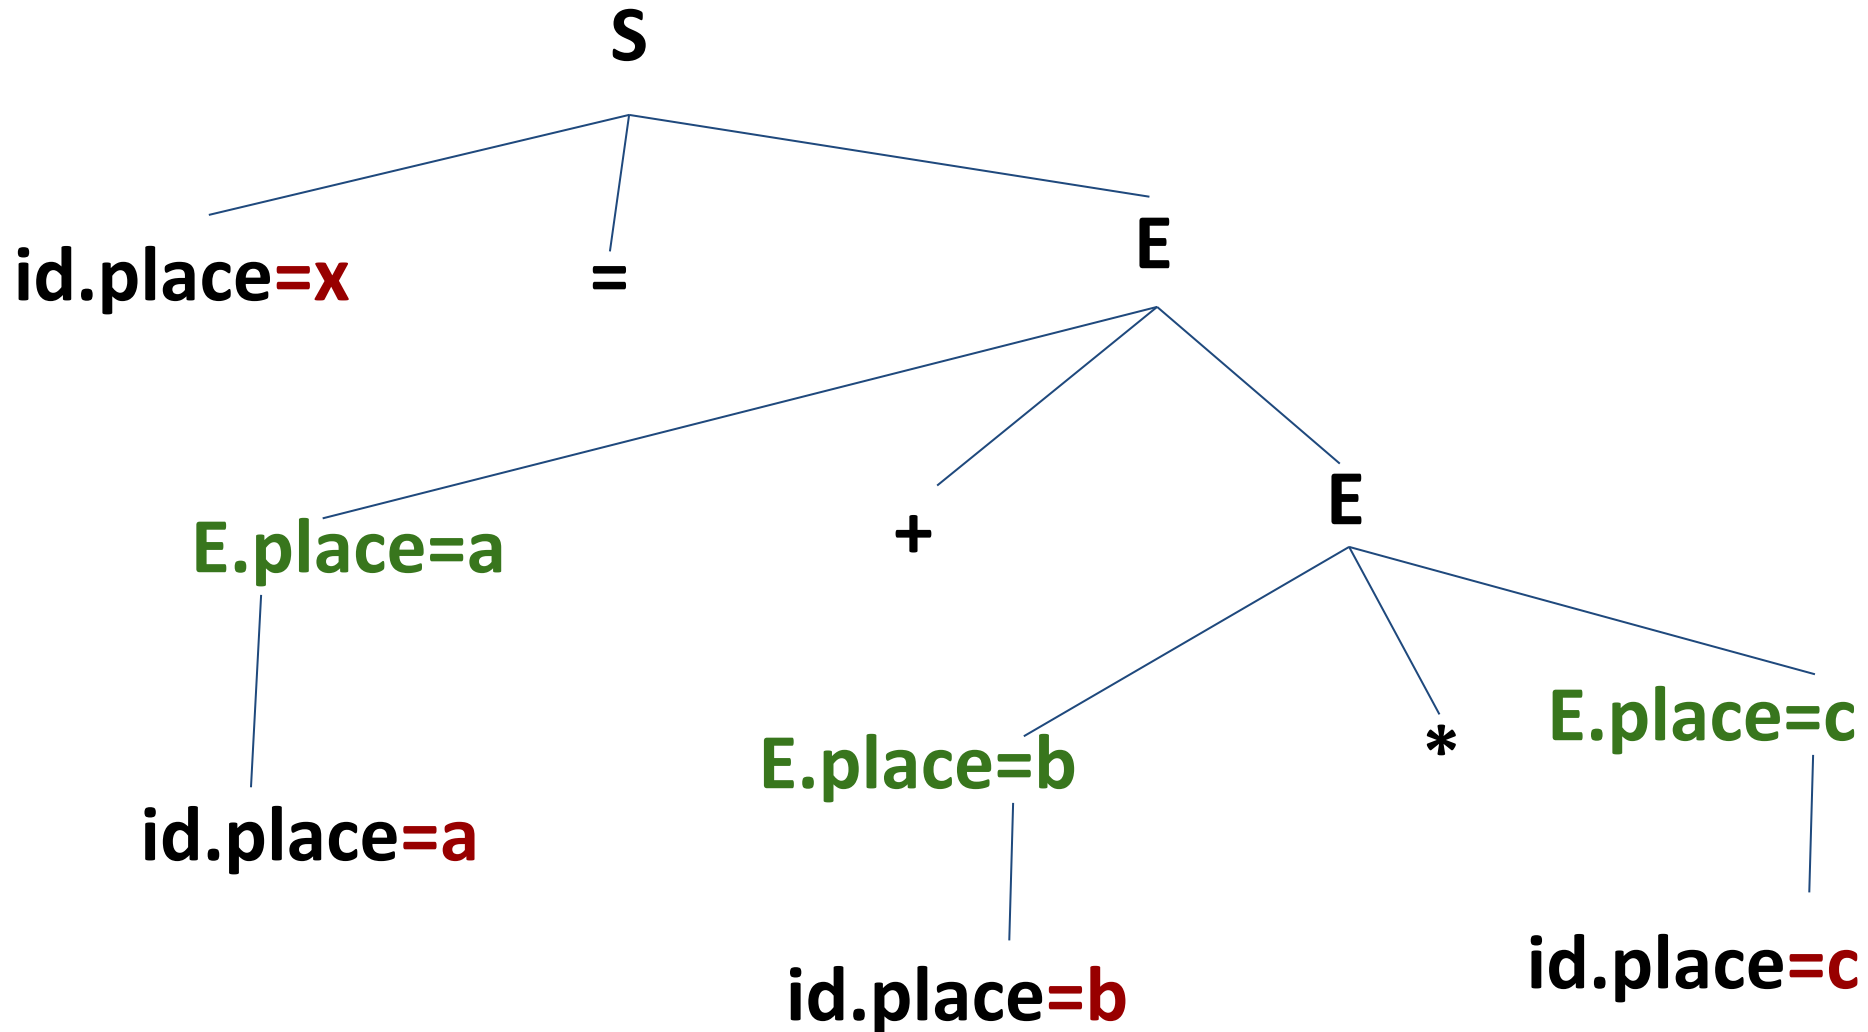 S
id.place=x
=
E
E.place=a
+
E
E.place=b
*
E.place=c
id.place=a
id.place=b
id.place=c